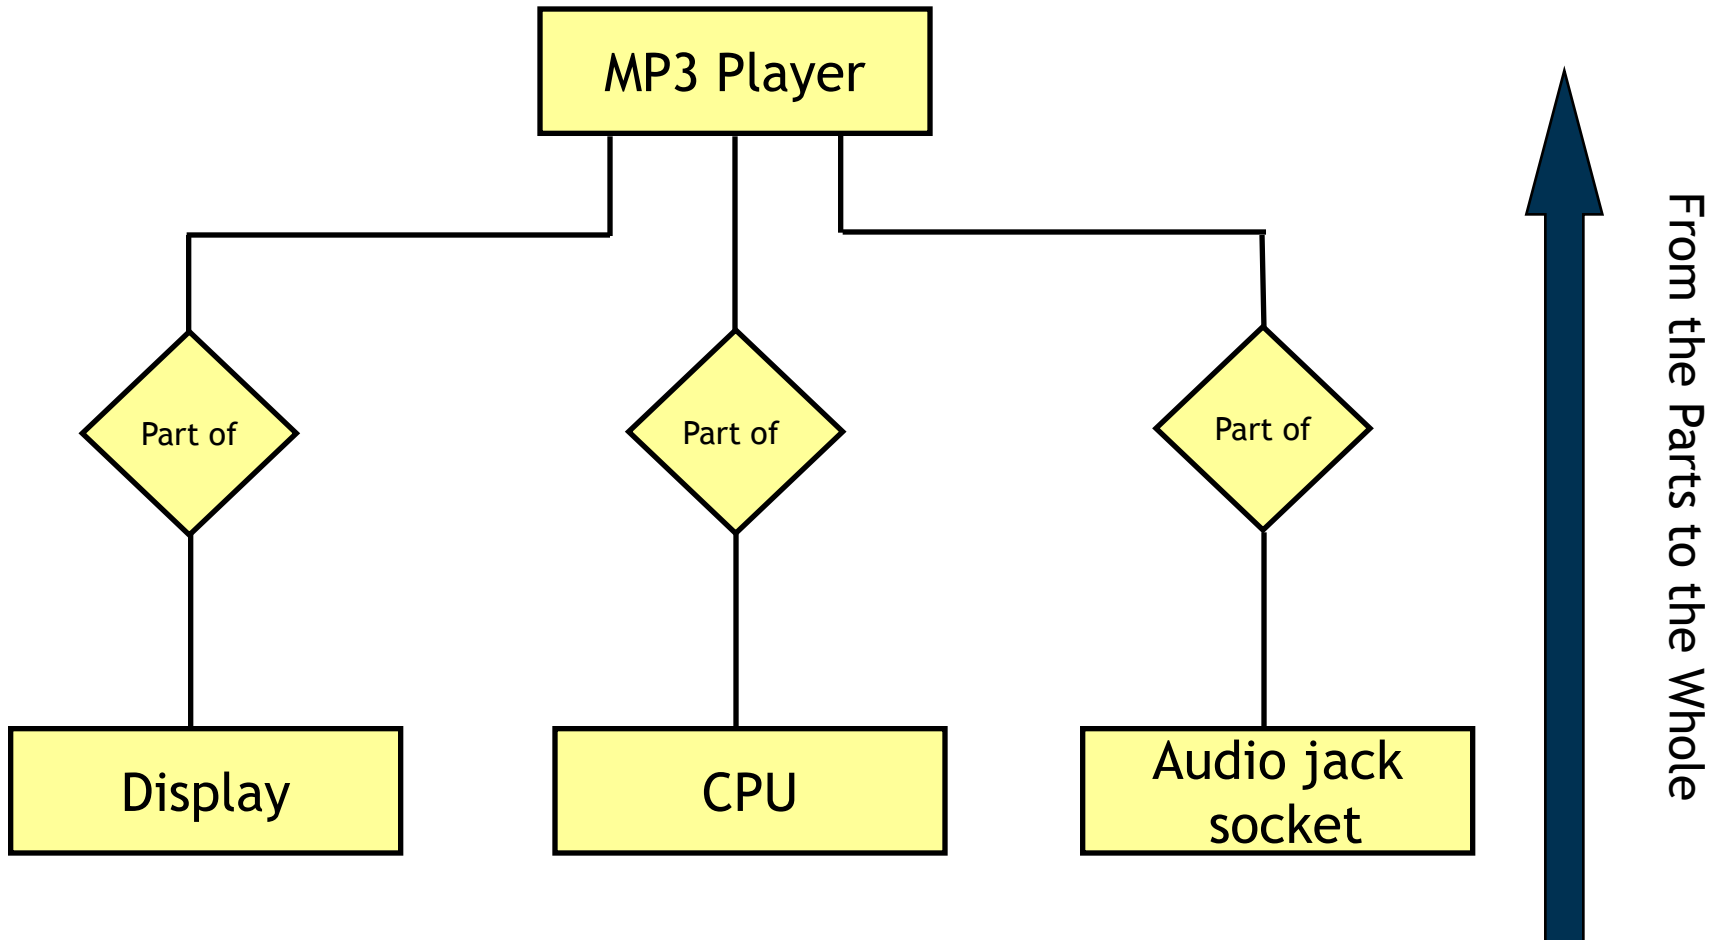 MP3 Player
Part of
Part of
Part of
Display
CPU
Audio jack
socket
From the Parts to the Whole